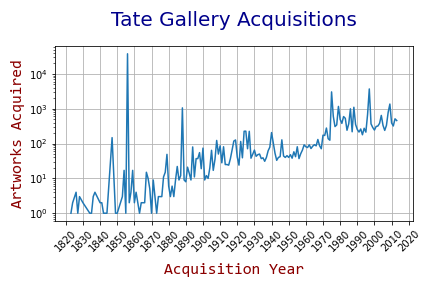 Tate Gallery Acquisitions
Artworks Acquired
10⁴
10³
10²
10¹
10⁰
1820 1830 1840 1850 1860 1870 1880 1890 1900 1910 1920 1930 1940 1950 1960 1970 1980 1990 2000 2010 2020
Acquisition Year